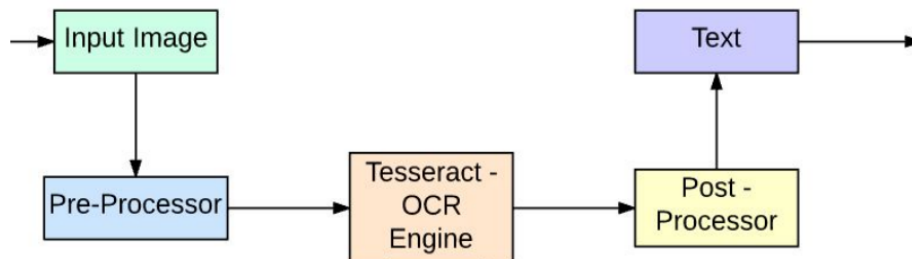 Input Image
Pre-Processor
Tesseract -
OCR
Engine
Post -
Processor
Text